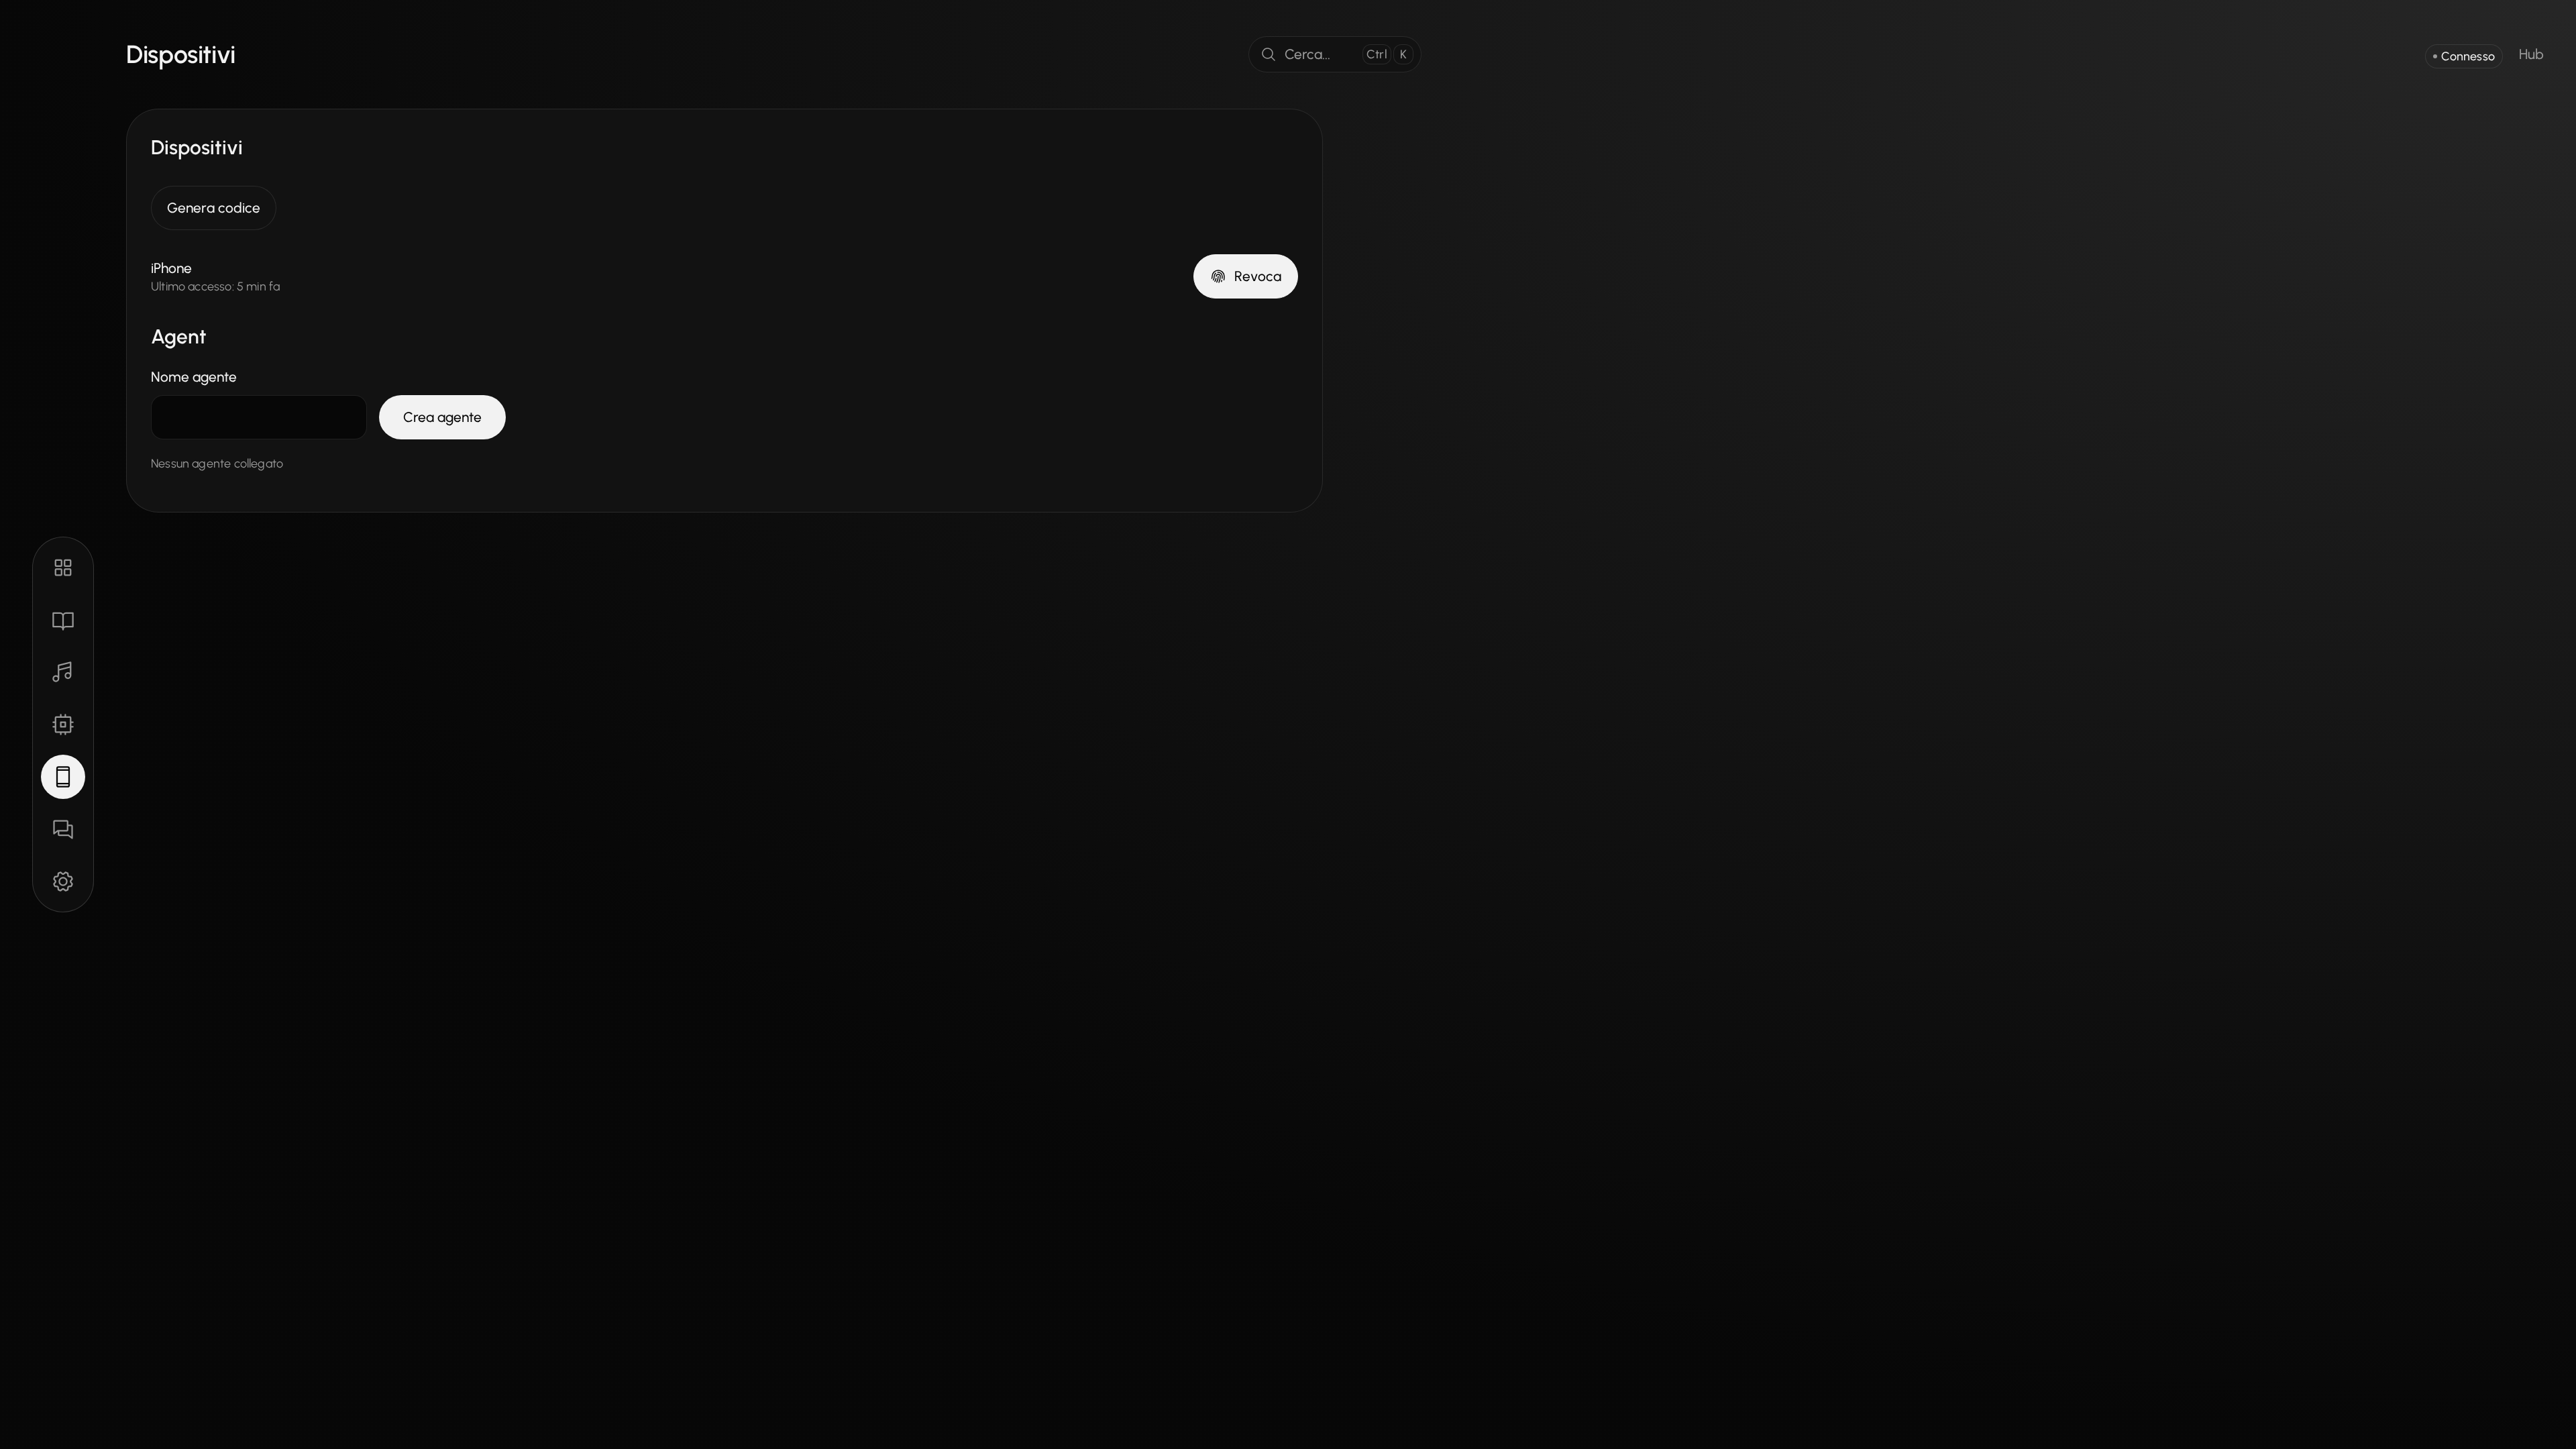 Dispositivi
Cerca...
Ctrl K
Connesso
Hub
Dispositivi
Genera codice
iPhone
Ultimo accesso: 5 min fa
Revoca
Agent
Nome agente
Crea agente
Nessun agente collegato